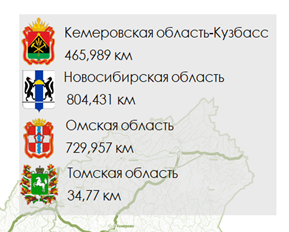 Кемеровская область-Кузбасс
465,989 км
Новосибирская область
804,431 км
Омская область
729,957 км
Томская область
34,77 км